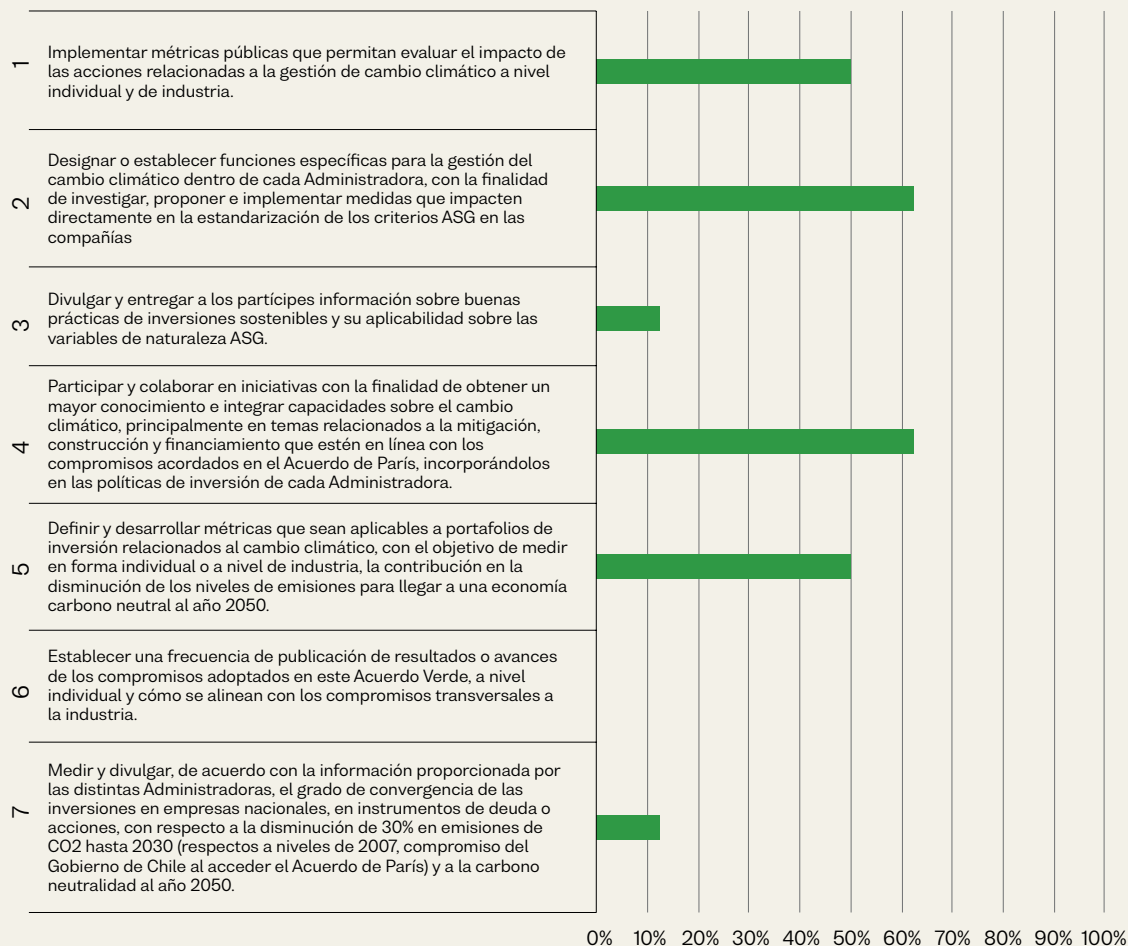 1
Implementar métricas públicas que permitan evaluar el impacto de
las acciones relacionadas a la gestión de cambio climático a nivel
individual y de industria.
2
Designar o establecer funciones específicas para la gestión del
cambio climático dentro de cada Administradora, con la finalidad
de investigar, proponer e implementar medidas que impacten
directamente en la estandarización de los criterios ASG en las
compañías
3
Divulgar y entregar a los partícipes información sobre buenas
prácticas de inversiones sostenibles y su aplicabilidad sobre las
variables de naturaleza ASG.
4
Participar y colaborar en iniciativas con la finalidad de obtener un
mayor conocimiento e integrar capacidades sobre el cambio
climático, principalmente en temas relacionados a la mitigación,
construcción y financiamiento que estén en línea con los
compromisos acordados en el Acuerdo de París, incorporándolos
en las políticas de inversión de cada Administradora.
5
Definir y desarrollar métricas que sean aplicables a portafolios de
inversión relacionados al cambio climático, con el objetivo de medir
en forma individual o a nivel de industria, la contribución en la
disminución de los niveles de emisiones para llegar a una economía
carbono neutral al año 2050.
6
Establecer una frecuencia de publicación de resultados o avances
de los compromisos adoptados en este Acuerdo Verde, a nivel
individual y cómo se alinean con los compromisos transversales a
la industria.
7
Medir y divulgar, de acuerdo con la información proporcionada por
las distintas Administradoras, el grado de convergencia de las
inversiones en empresas nacionales, en instrumentos de deuda o
acciones, con respecto a la disminución de 30% en emisiones de
CO2 hasta 2030 (respectos a niveles de 2007, compromiso del
Gobierno de Chile al acceder el Acuerdo de París) y a la carbono
neutralidad al año 2050.
0% 10% 20% 30% 40% 50% 60% 70% 80% 90% 100%